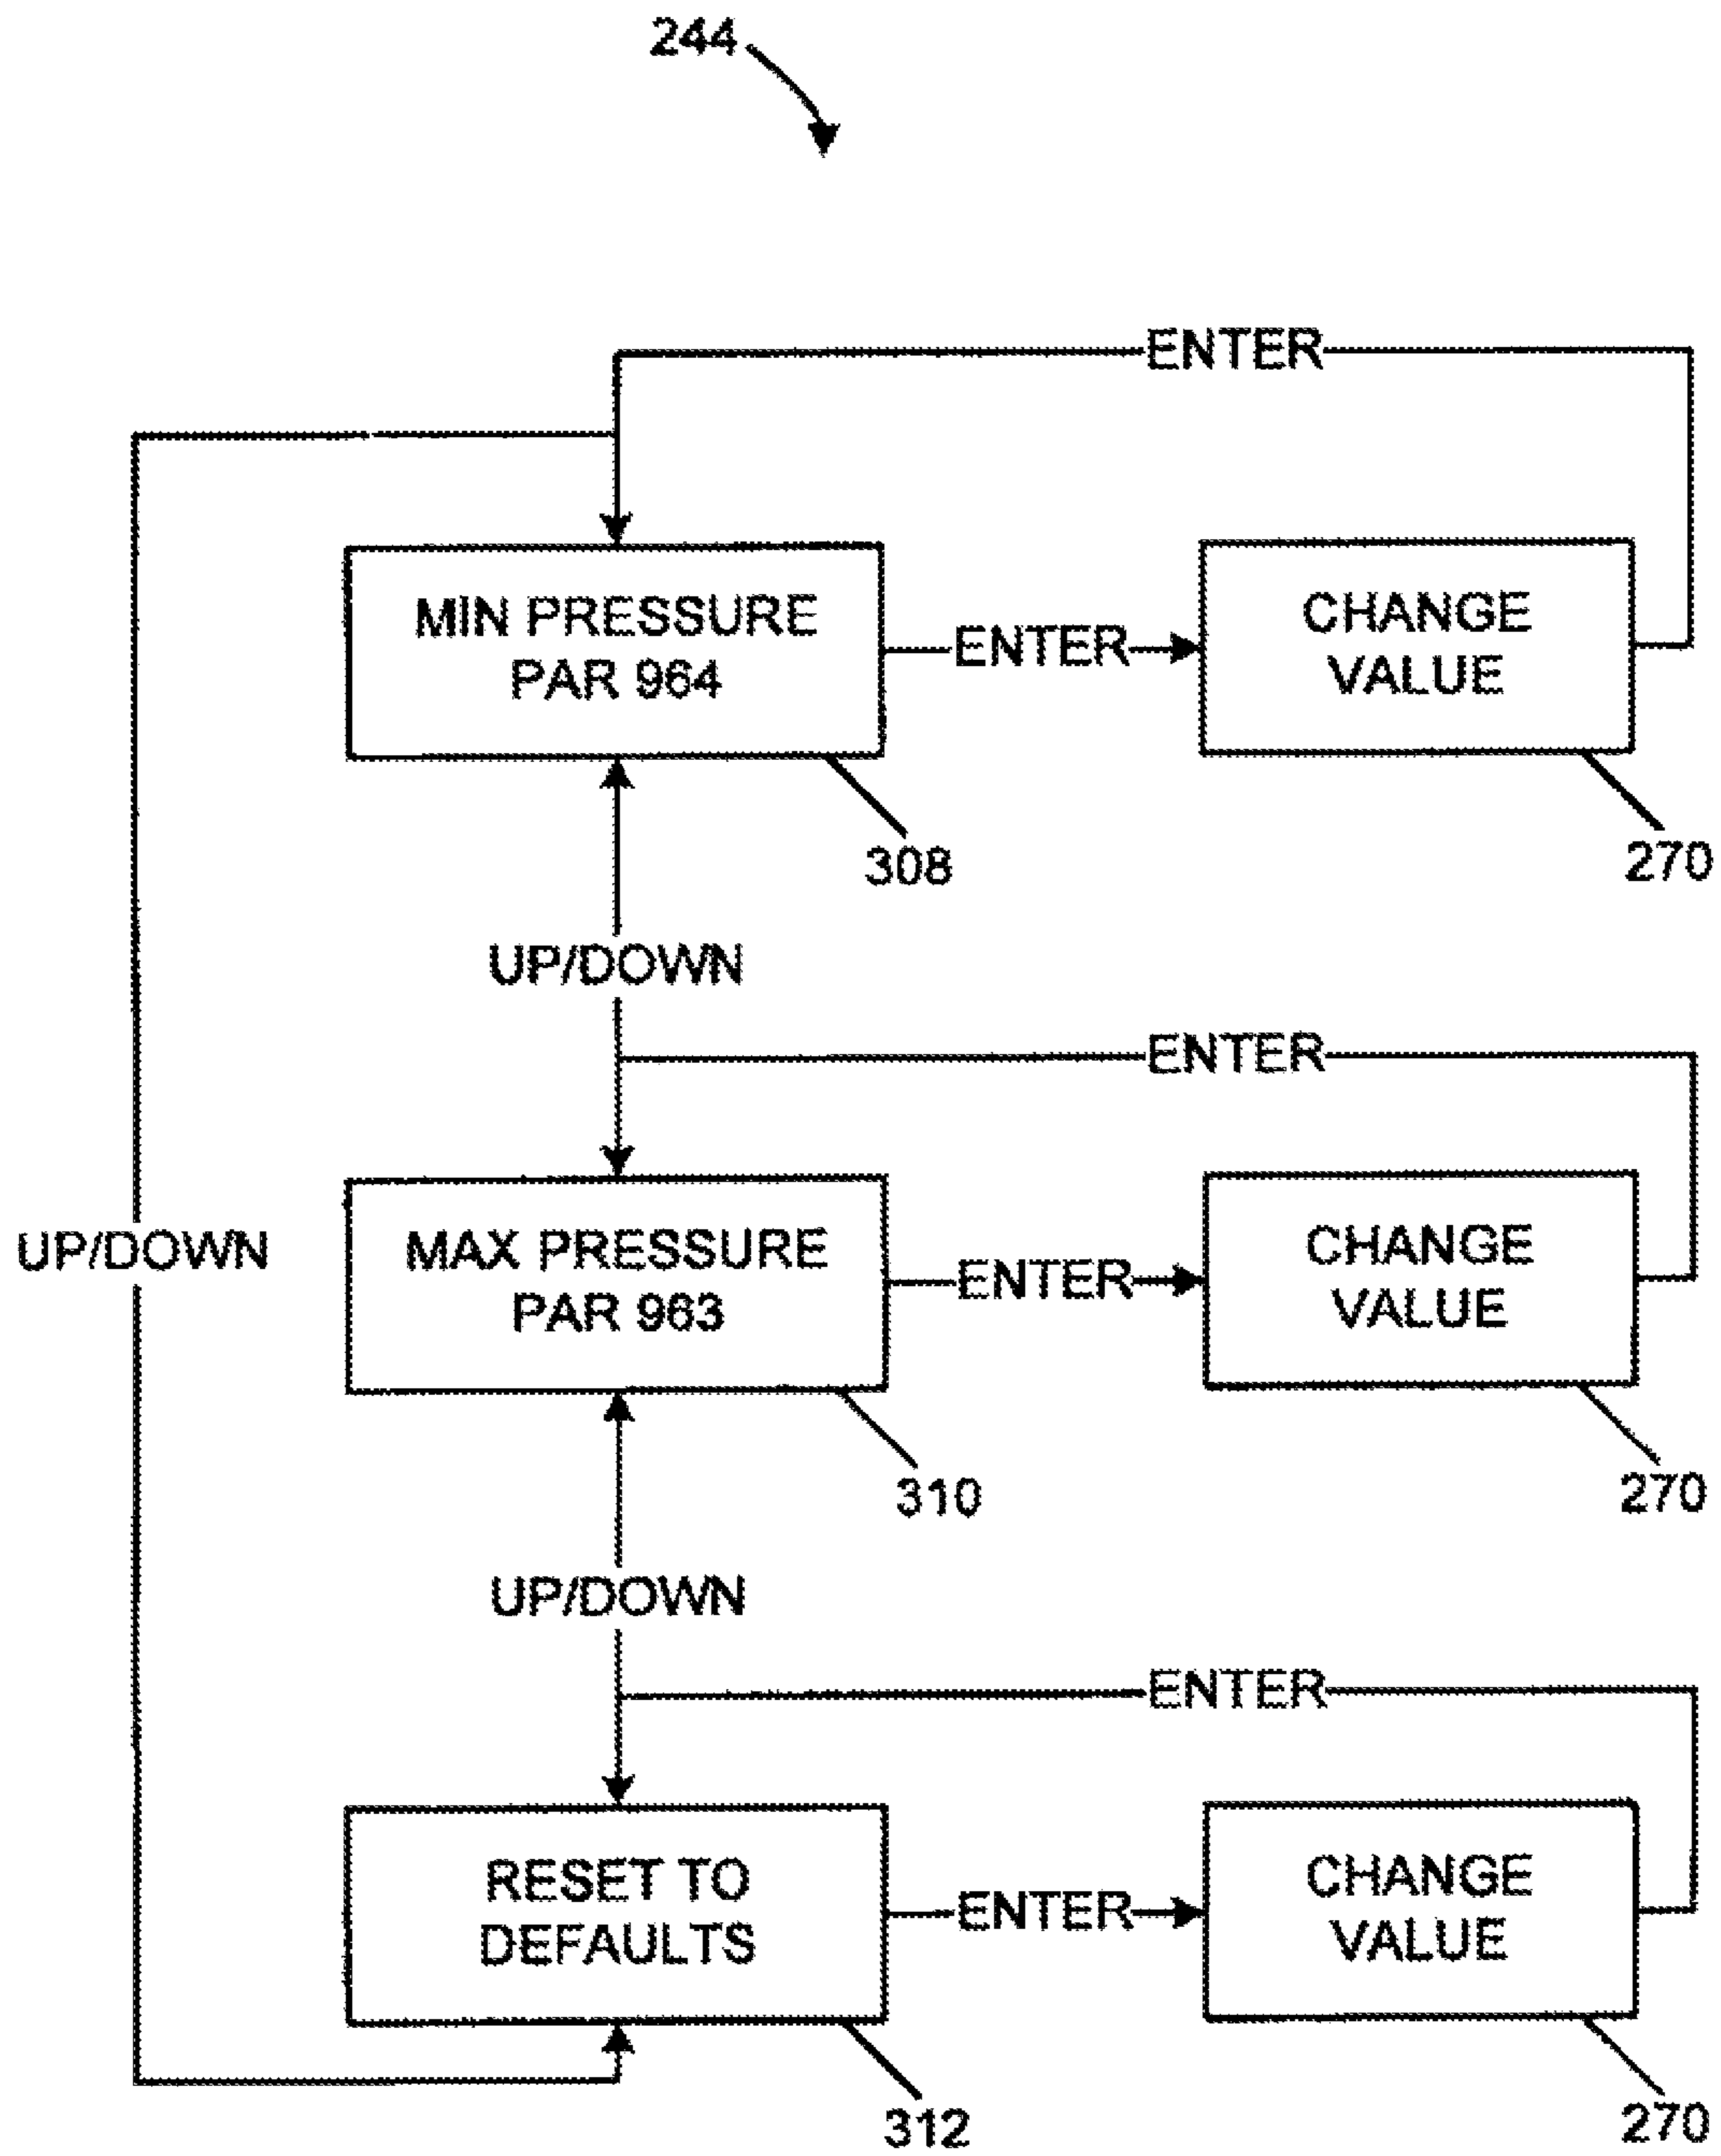 244
ENTER
MIN PRESSURE
PAR 964
ENTER
CHANGE
VALUE
308
270
UP/DOWN
ENTER
UP/DOWN
MAX PRESSURE
PAR 963
ENTER
CHANGE
VALUE
310
270
UP/DOWN
ENTER
RESET TO
DEFAULTS
ENTER
CHANGE
VALUE
312
270